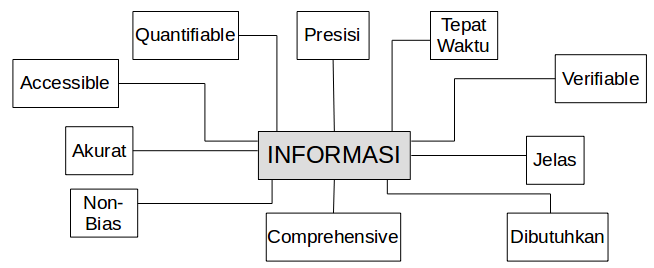 Quantifiable
Presisi
Tepat
Waktu
Accessible
Verifiable
Akurat
INFORMASI
Jelas
Non-
Bias
Comprehensive
Dibutuhkan